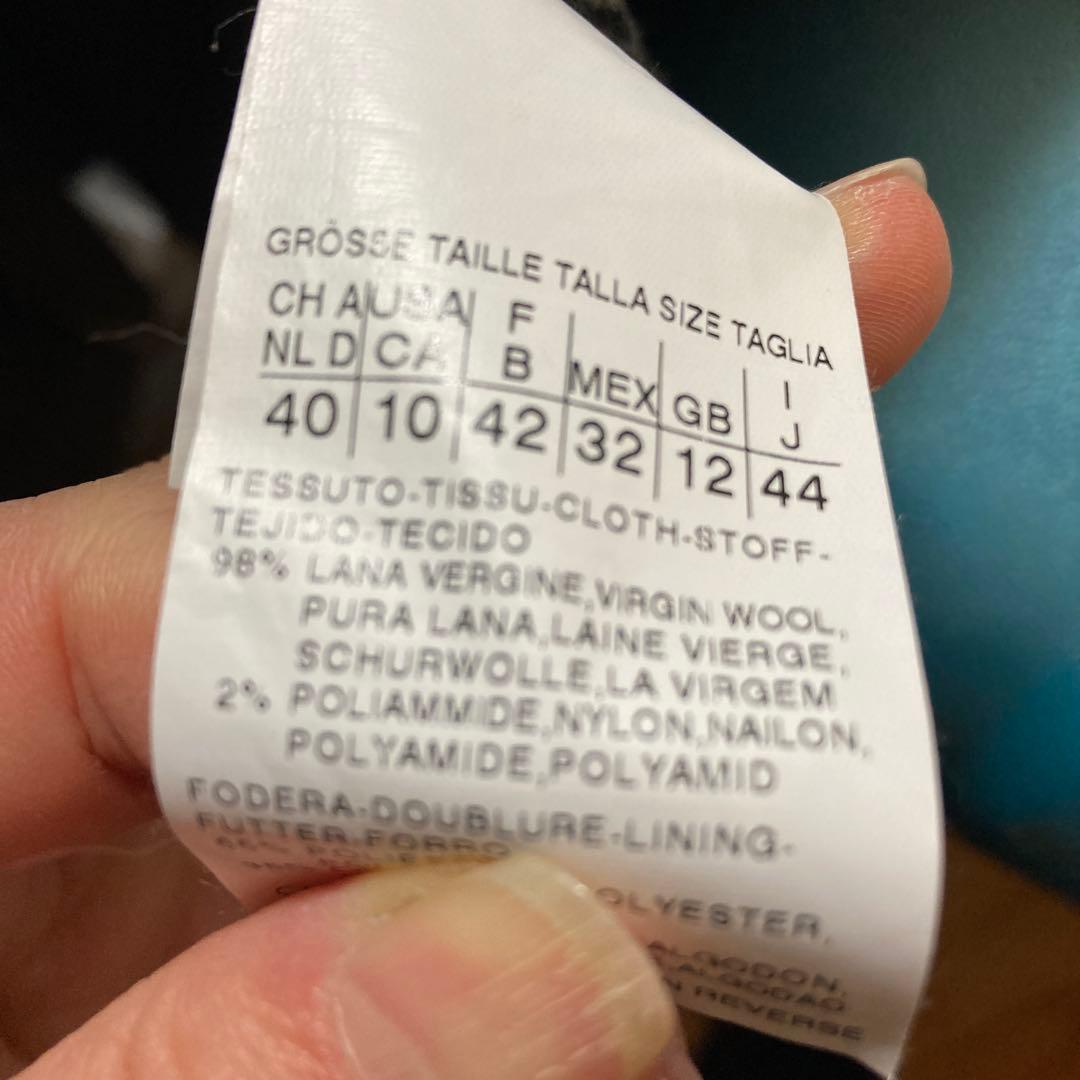 GRÖSSE TAILLE TALLA SIZE TAGLIA
CH A USA F I
NL D CA B MEX GB J
40 10 42 32 12 44
TESSUTO-TISSU-CLOTH-STOFF-
TEJIDO-TECIDO
98% LANA VERGINE,VIRGIN WOOL,
PURA LANA,LAINE VIERGE,
SCHURWOLLE,LA VIRGEM
2% POLIAMMIDE,NYLON,NAILON,
POLYAMIDE,POLYAMID
FODERA-DOUBLURE-LINING-
FUTTER-FORRO
OLYESTER,
ALGODON,
ALGODAO
REVERSE